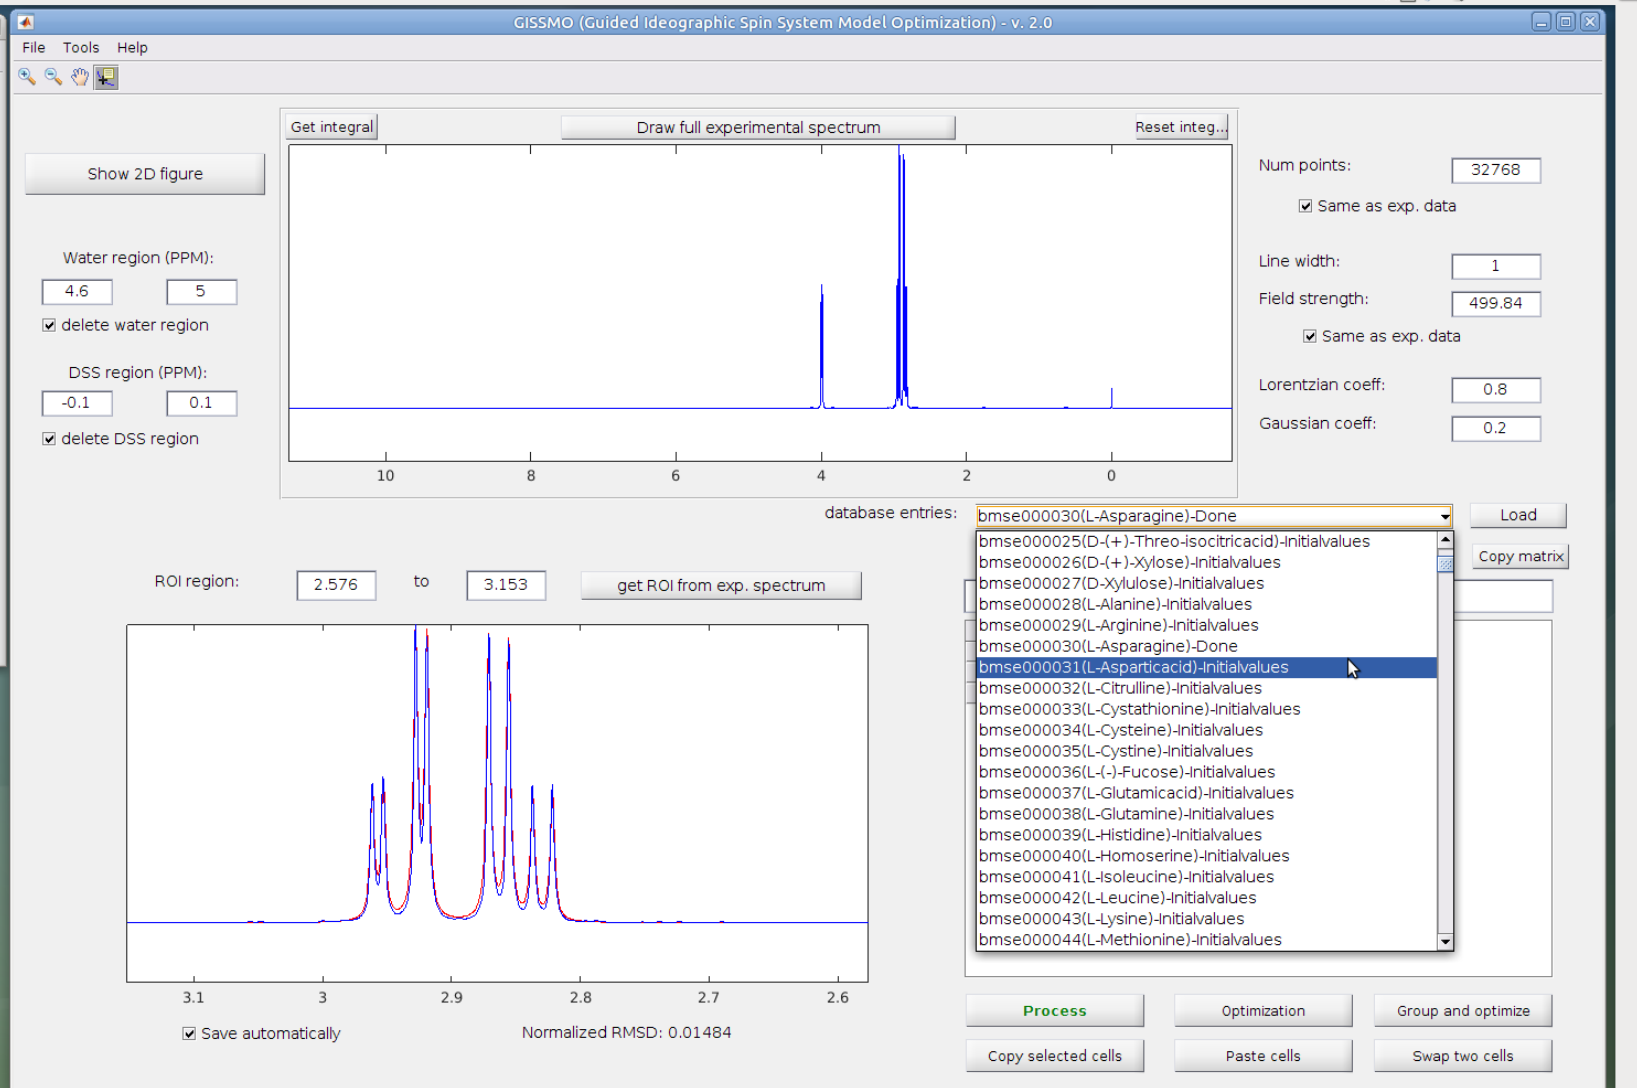 GISSMO (Guided Ideographic Spin System Model Optimization) - v. 2.0
File Tools Help
Get integral Draw full experimental spectrum Reset integ...
Show 2D figure
Num points: 32768
Same as exp. data
Water region (PPM):
4.6 5
delete water region
Line width: 1
Field strength: 499.84
Same as exp. data
DSS region (PPM):
-0.1 0.1
delete DSS region
Lorentzian coeff: 0.8
Gaussian coeff: 0.2
10 8 6 4 2 0
database entries: bmse000030(L-Asparagine)-Done Load
Copy matrix
bmse000025(D-(+)-Threo-isocitricacid)-Initialvalues
bmse000026(D-(+)-Xylose)-Initialvalues
bmse000027(D-Xylulose)-Initialvalues
bmse000028(L-Alanine)-Initialvalues
bmse000029(L-Arginine)-Initialvalues
bmse000030(L-Asparagine)-Done
bmse000031(L-Asparticacid)-Initialvalues
bmse000032(L-Citrulline)-Initialvalues
bmse000033(L-Cystathionine)-Initialvalues
bmse000034(L-Cysteine)-Initialvalues
bmse000035(L-Cystine)-Initialvalues
bmse000036(L-(-)-Fucose)-Initialvalues
bmse000037(L-Glutamicacid)-Initialvalues
bmse000038(L-Glutamine)-Initialvalues
bmse000039(L-Histidine)-Initialvalues
bmse000040(L-Homoserine)-Initialvalues
bmse000041(L-Isoleucine)-Initialvalues
bmse000042(L-Leucine)-Initialvalues
bmse000043(L-Lysine)-Initialvalues
bmse000044(L-Methionine)-Initialvalues
ROI region: 2.576 to 3.153 get ROI from exp. spectrum
3.1 3 2.9 2.8 2.7 2.6
Save automatically Normalized RMSD: 0.01484
Process Optimization Group and optimize
Copy selected cells Paste cells Swap two cells